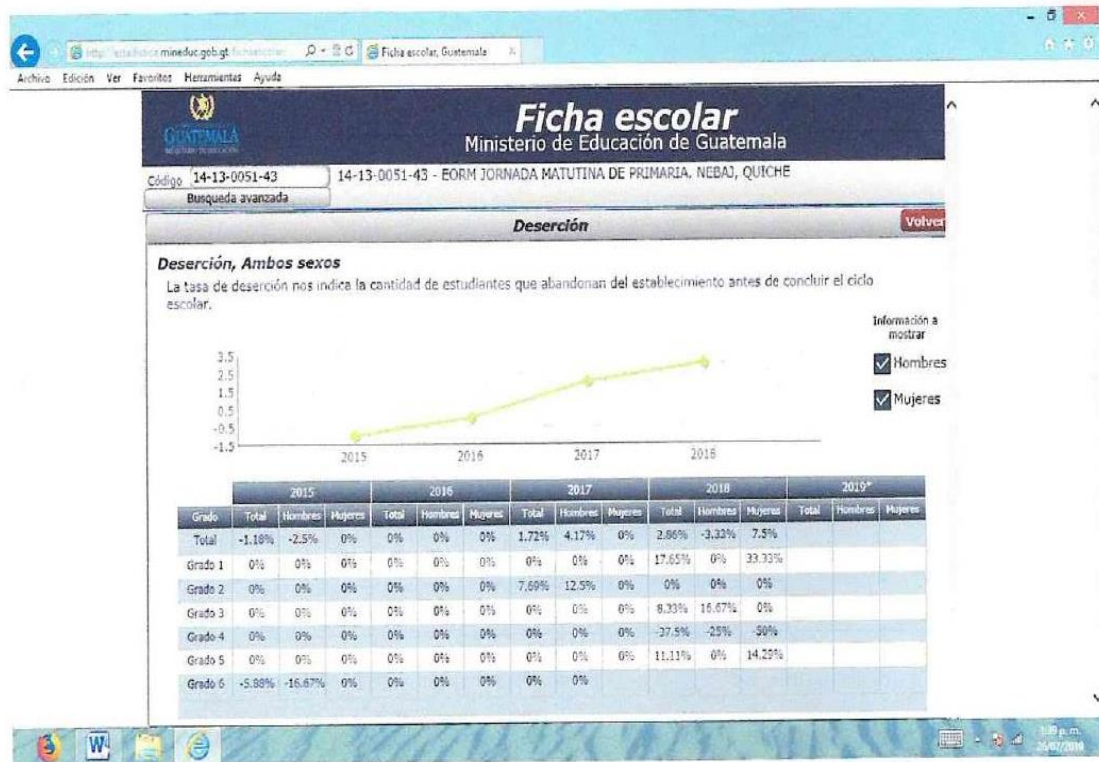 mineduc.gob.gt
Ficha escolar, Guatemala
Archivo Edición Ver Favoritos Herramientas Ayuda
GUATEMALA
Ficha escolar
Ministerio de Educación de Guatemala
Código 14-13-0051-43 14-13-0051-43 - EORM JORNADA MATUTINA DE PRIMARIA, NEBAJ, QUICHE
Busqueda avanzada
Deserción Volver
Deserción, Ambos sexos
La tasa de deserción nos indica la cantidad de estudiantes que abandonan del establecimiento antes de concluir el ciclo
escolar.
Información a
mostrar
Hombres
Mujeres
3.5
2.5
1.5
0.5
-0.5
-1.5
2015 2016 2017 2018
2015 2016 2017 2018 2019*
Grado Total Hombres Mujeres Total Hombres Mujeres Total Hombres Mujeres Total Hombres Mujeres Total Hombres Mujeres
Total -1.18% -2.5% 0% 0% 0% 0% 1.72% 4.17% 0% 2.86% -3.33% 7.5%
Grado 1 0% 0% 0% 0% 0% 0% 0% 0% 0% 17.65% 0% 33.33%
Grado 2 0% 0% 0% 0% 0% 0% 7.69% 12.5% 0% 0% 0% 0%
Grado 3 0% 0% 0% 0% 0% 0% 0% 0% 0% 8.33% 16.67% 0%
Grado 4 0% 0% 0% 0% 0% 0% 0% 0% 0% -37.5% -25% -50%
Grado 5 0% 0% 0% 0% 0% 0% 0% 0% 0% 11.11% 0% 14.29%
Grado 6 -5.88% -16.67% 0% 0% 0% 0% 0% 0%
p. m.
26/07/2019